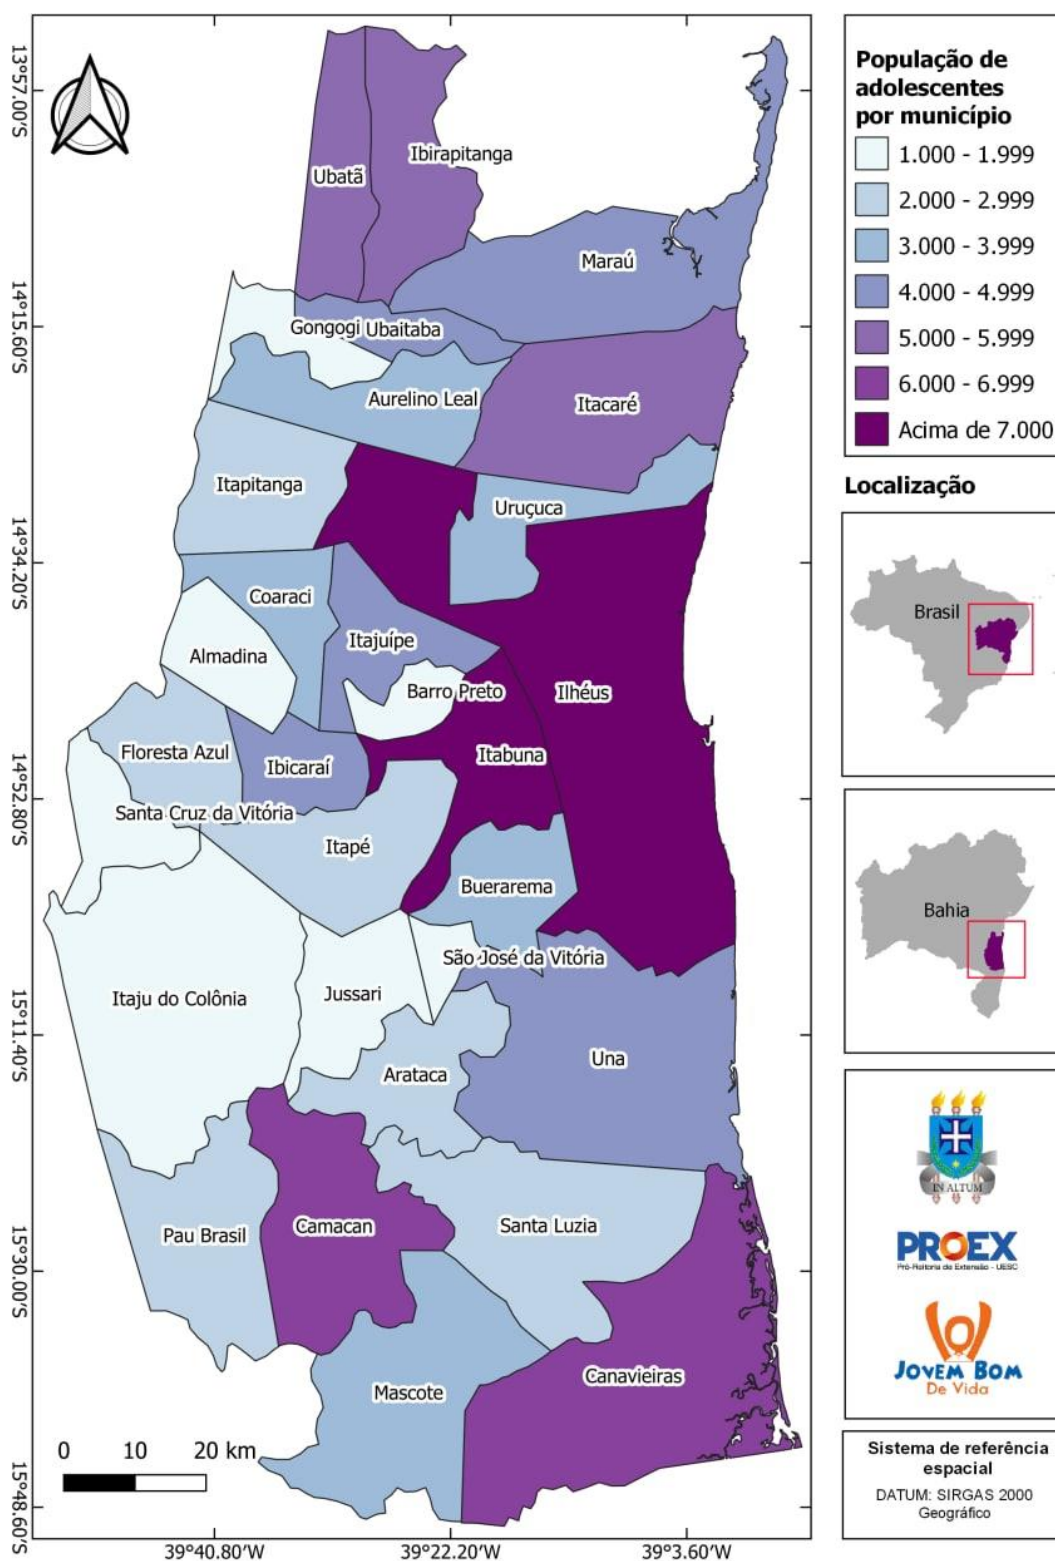 13°57.00'S
14°15.60'S
14°34.20'S
14°52.80'S
15°11.40'S
15°30.00'S
15°48.60'S
Ubatã
Ibirapitanga
Maraú
Gongogi
Ubaitaba
Aurelino Leal
Itacaré
Itapitanga
Uruçuca
Coaraci
Almadina
Itajuípe
Barro Preto
Ilhéus
Floresta Azul
Ibicaraí
Itabuna
Santa Cruz da Vitória
Itapé
Buerarema
São José da Vitória
Itaju do Colônia
Jussari
Una
Arataca
Pau Brasil
Camacan
Santa Luzia
Mascote
Canavieiras
0 10 20 km
39°40.80'W 39°22.20'W 39°3.60'W
População de
adolescentes
por município
1.000 - 1.999
2.000 - 2.999
3.000 - 3.999
4.000 - 4.999
5.000 - 5.999
6.000 - 6.999
Acima de 7.000
Localização
Brasil
Bahia
IN ALTUM
PROEX
Pró-Reitoria de Extensão - UESC
JOVEM BOM
De Vida
Sistema de referência
espacial
DATUM: SIRGAS 2000
Geográfico